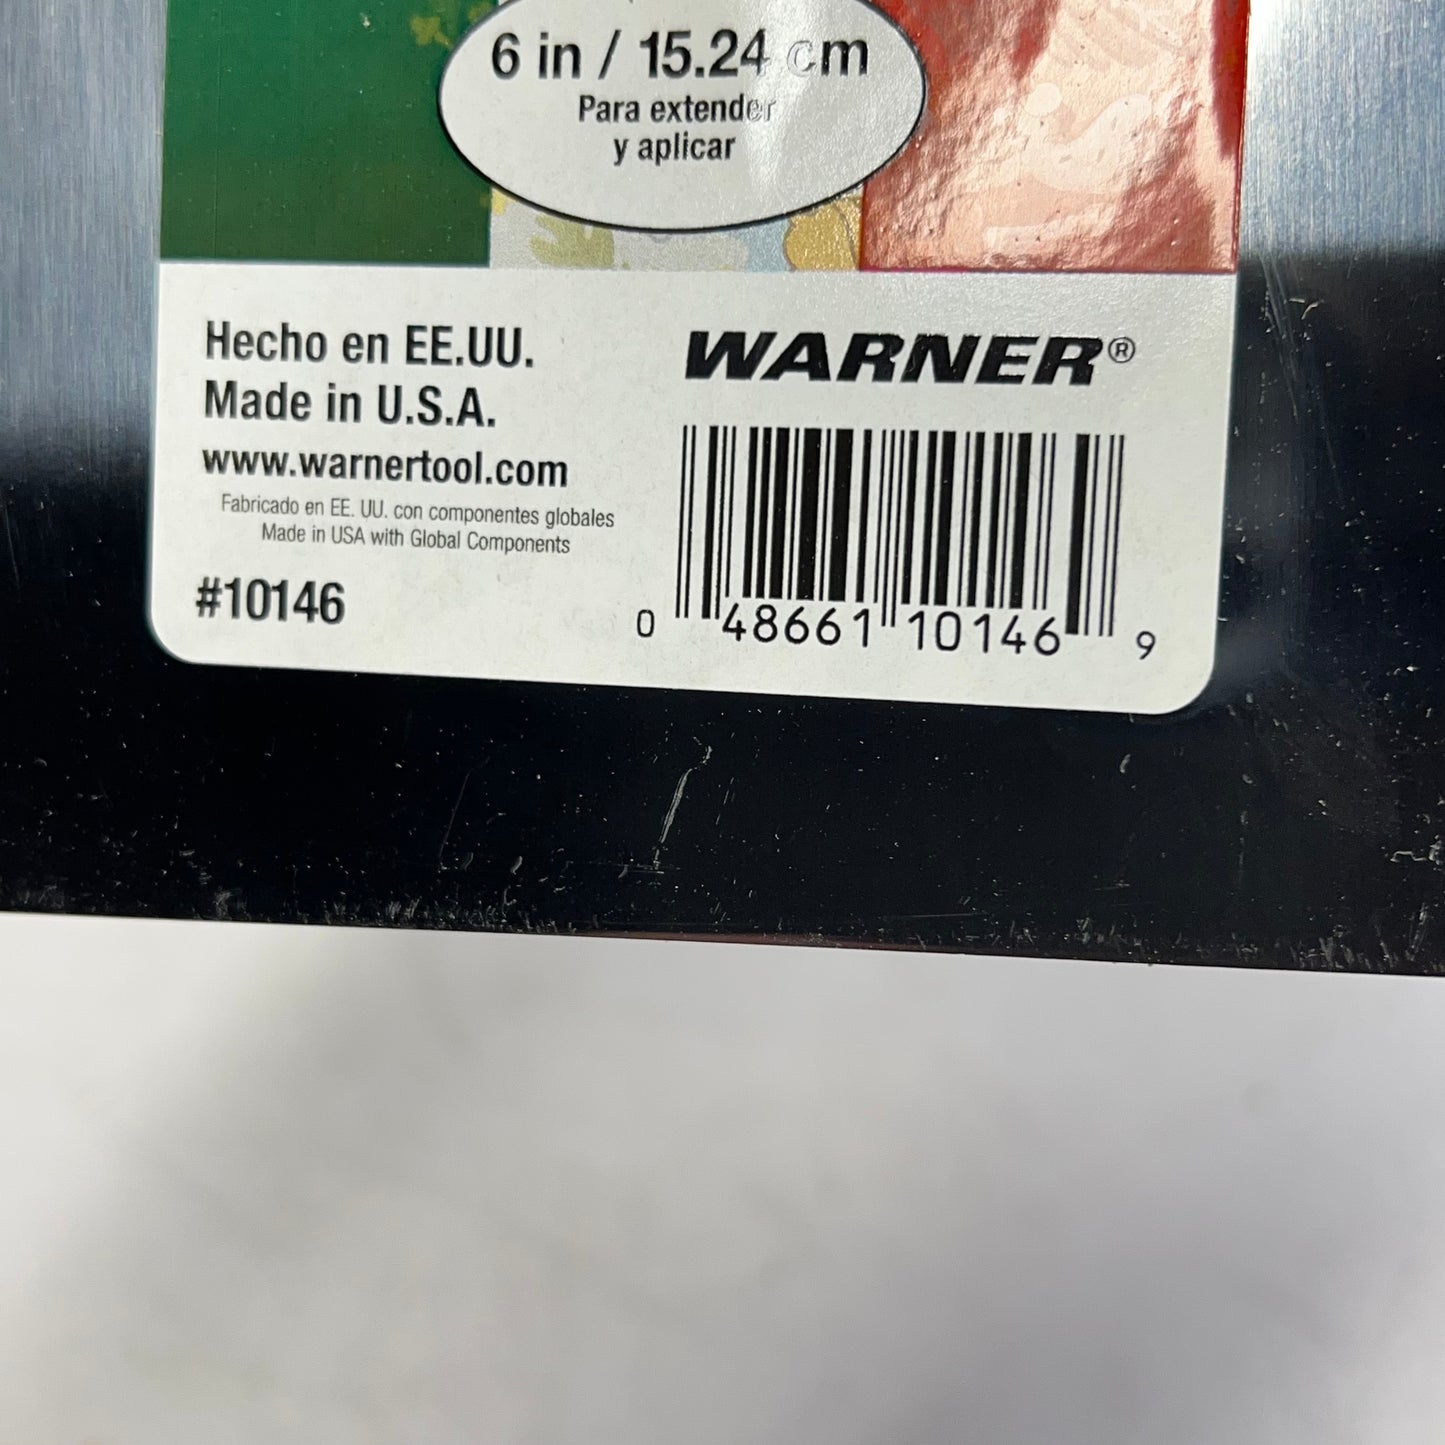 6 in / 15.24 cm
Para extender
y aplicar
Hecho en EE.UU.
Made in U.S.A.
www.warnertool.com
Fabricado en EE. UU. con componentes globales
Made in USA with Global Components
#10146
WARNER®
0 48661 10146 9